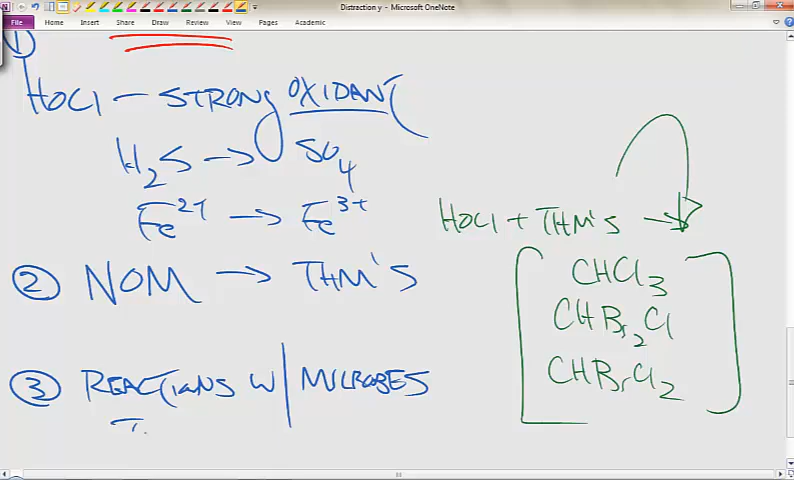 Distraction y - Microsoft OneNote
File Home Insert Share Draw Review View Pages Academic
①
HOCl – STRONG OXIDANT
H₂S → SO₄
Fe²⁺ → Fe³⁺
② NOM → THM'S
③ REACTIONS W/ MICROBES
HOCl + THM'S →
CHCl₃
CHBr₂Cl
CHBrCl₂